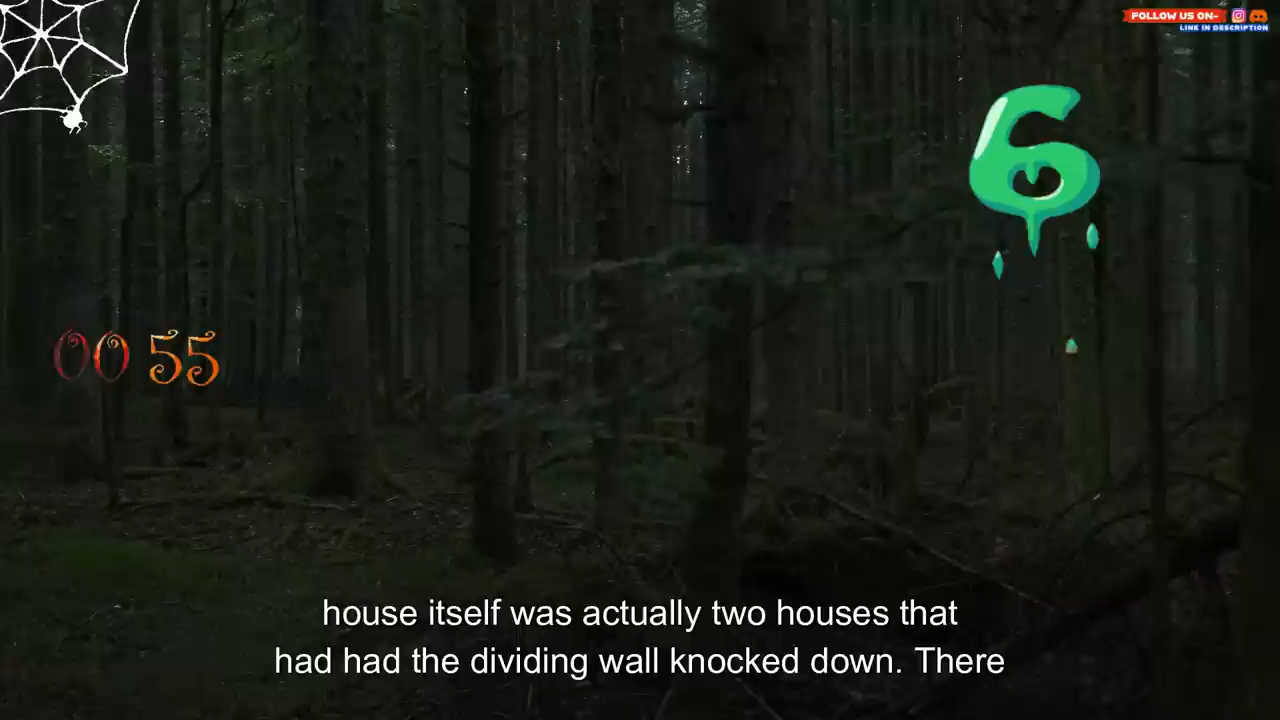 FOLLOW US ON-
LINK IN DESCRIPTION
6
00 55
house itself was actually two houses that
had had the dividing wall knocked down. There